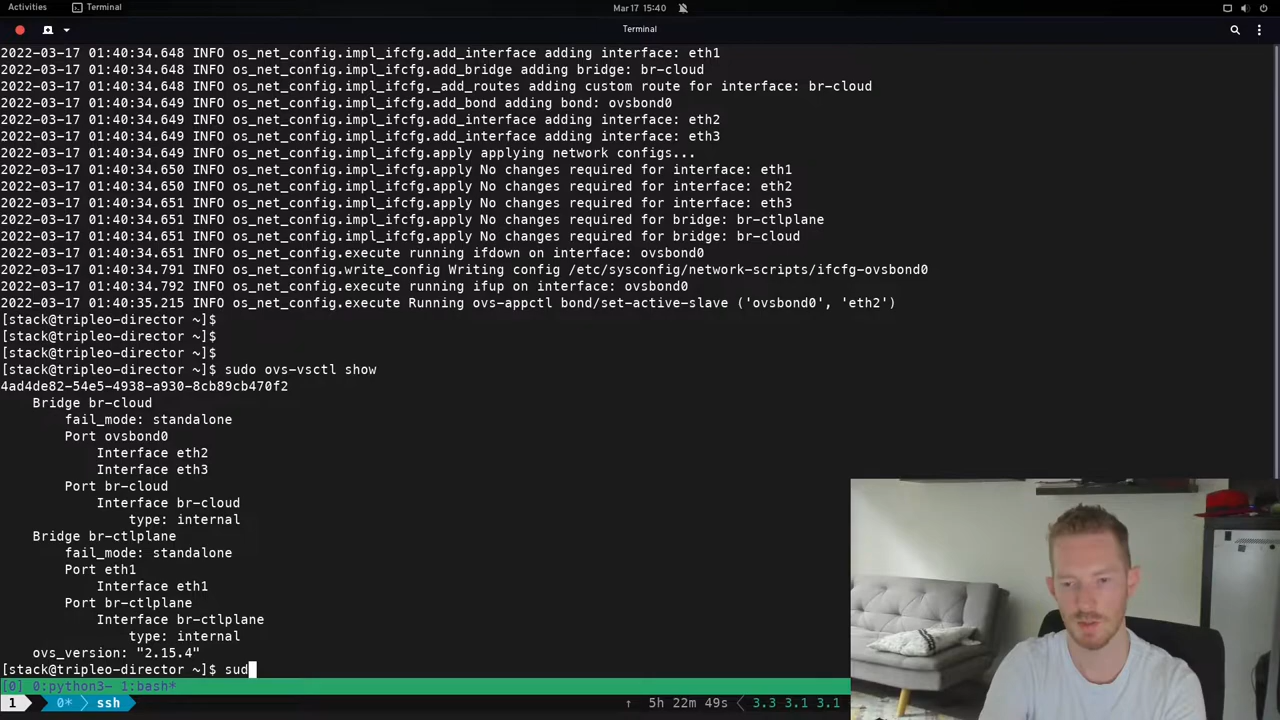 Activities
Terminal
Mar 17 15:40
Terminal
2022-03-17 01:40:34.648 INFO os_net_config.impl_ifcfg.add_interface adding interface: eth1
2022-03-17 01:40:34.648 INFO os_net_config.impl_ifcfg.add_bridge adding bridge: br-cloud
2022-03-17 01:40:34.648 INFO os_net_config.impl_ifcfg._add_routes adding custom route for interface: br-cloud
2022-03-17 01:40:34.649 INFO os_net_config.impl_ifcfg.add_bond adding bond: ovsbond0
2022-03-17 01:40:34.649 INFO os_net_config.impl_ifcfg.add_interface adding interface: eth2
2022-03-17 01:40:34.649 INFO os_net_config.impl_ifcfg.add_interface adding interface: eth3
2022-03-17 01:40:34.649 INFO os_net_config.impl_ifcfg.apply applying network configs...
2022-03-17 01:40:34.650 INFO os_net_config.impl_ifcfg.apply No changes required for interface: eth1
2022-03-17 01:40:34.650 INFO os_net_config.impl_ifcfg.apply No changes required for interface: eth2
2022-03-17 01:40:34.651 INFO os_net_config.impl_ifcfg.apply No changes required for interface: eth3
2022-03-17 01:40:34.651 INFO os_net_config.impl_ifcfg.apply No changes required for bridge: br-ctlplane
2022-03-17 01:40:34.651 INFO os_net_config.impl_ifcfg.apply No changes required for bridge: br-cloud
2022-03-17 01:40:34.651 INFO os_net_config.execute running ifdown on interface: ovsbond0
2022-03-17 01:40:34.791 INFO os_net_config.write_config Writing config /etc/sysconfig/network-scripts/ifcfg-ovsbond0
2022-03-17 01:40:34.792 INFO os_net_config.execute running ifup on interface: ovsbond0
2022-03-17 01:40:35.215 INFO os_net_config.execute Running ovs-appctl bond/set-active-slave ('ovsbond0', 'eth2')
[stack@tripleo-director ~]$
[stack@tripleo-director ~]$
[stack@tripleo-director ~]$
[stack@tripleo-director ~]$ sudo ovs-vsctl show
4ad4de82-54e5-4938-a930-8cb89cb470f2
Bridge br-cloud
fail_mode: standalone
Port ovsbond0
Interface eth2
Interface eth3
Port br-cloud
Interface br-cloud
type: internal
Bridge br-ctlplane
fail_mode: standalone
Port eth1
Interface eth1
Port br-ctlplane
Interface br-ctlplane
type: internal
ovs_version: "2.15.4"
[stack@tripleo-director ~]$ sud
[0] 0:python3- 1:bash*
1 0* ssh ↑ 5h 22m 49s 3.3 3.1 3.1